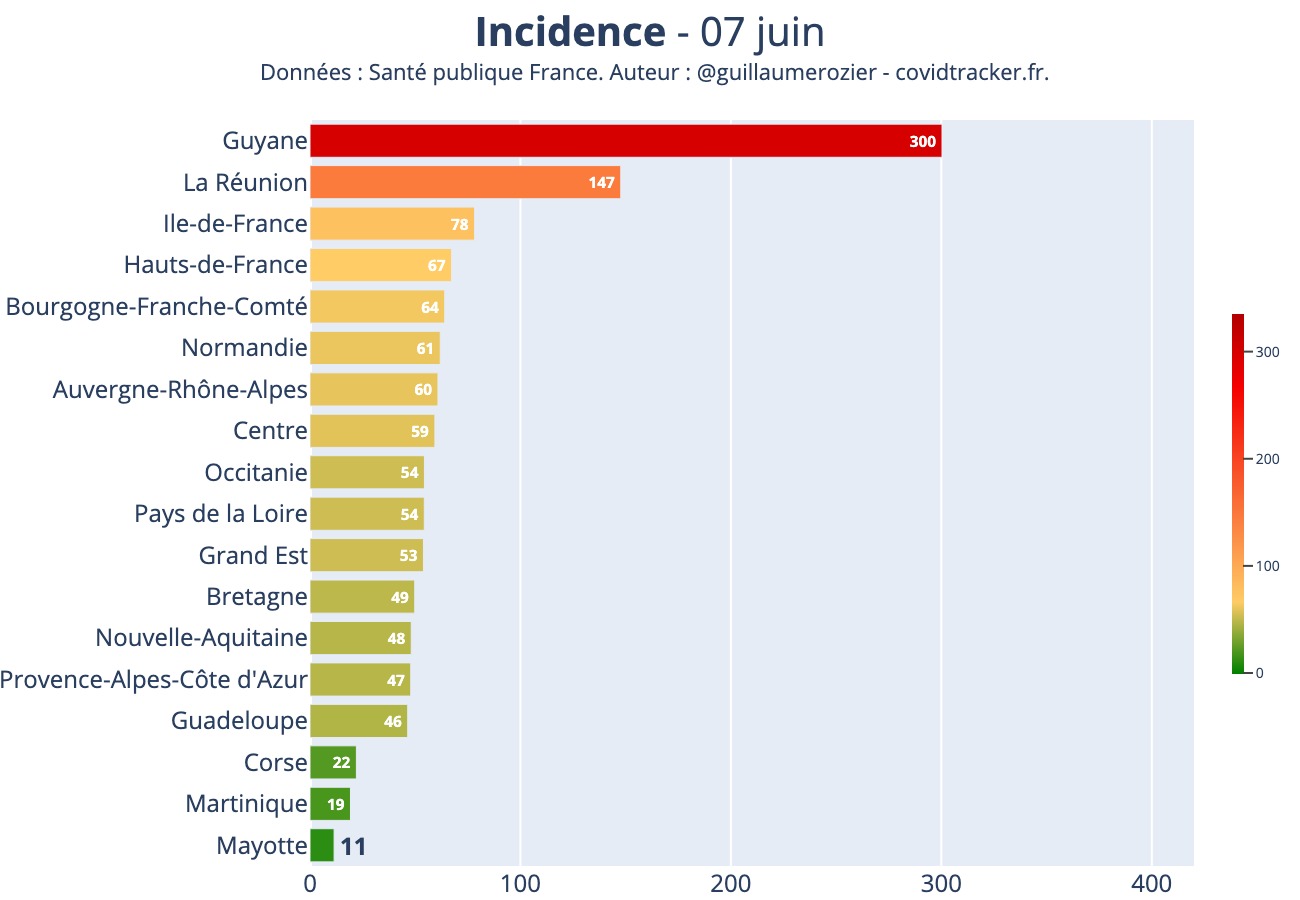 Incidence - 07 juin
Données : Santé publique France. Auteur : @guillaumerozier - covidtracker.fr.
Guyane 300
La Réunion 147
Ile-de-France 78
Hauts-de-France 67
Bourgogne-Franche-Comté 64
Normandie 61
Auvergne-Rhône-Alpes 60
Centre 59
Occitanie 54
Pays de la Loire 54
Grand Est 53
Bretagne 49
Nouvelle-Aquitaine 48
Provence-Alpes-Côte d'Azur 47
Guadeloupe 46
Corse 22
Martinique 19
Mayotte 11
0 100 200 300 400
300
200
100
0